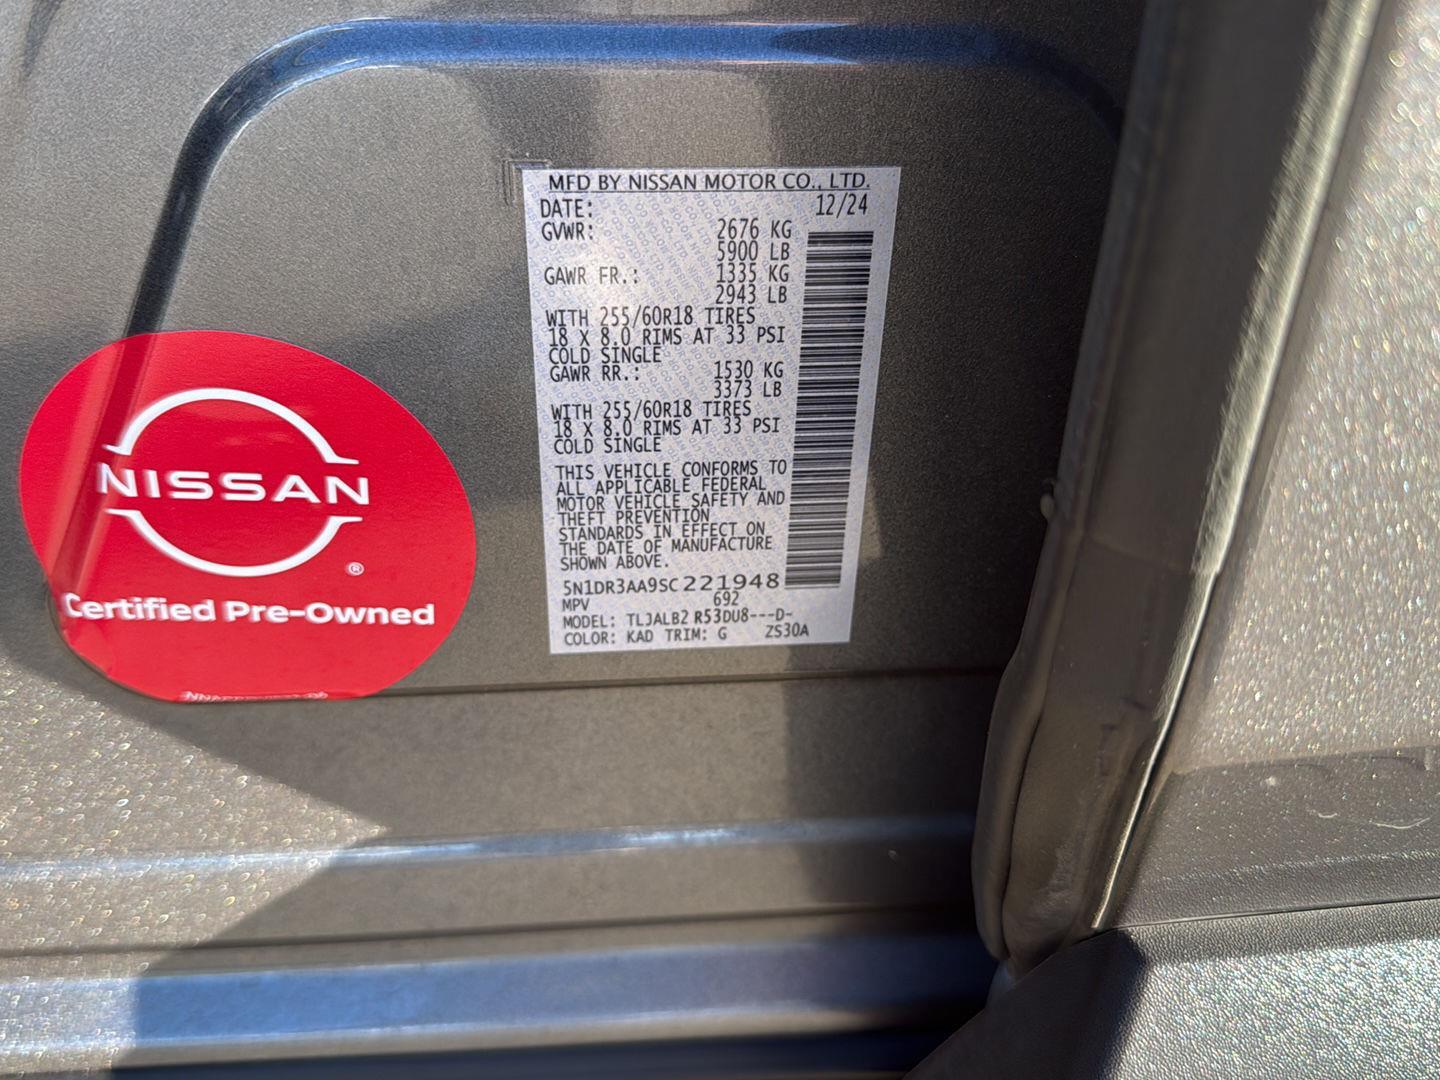 MFD BY NISSAN MOTOR CO., LTD.
DATE: 12/24
GVWR: 2676 KG
5900 LB
GAWR FR.: 1335 KG
2943 LB
WITH 255/60R18 TIRES
18 X 8.0 RIMS AT 33 PSI
COLD SINGLE
GAWR RR.: 1530 KG
3373 LB
WITH 255/60R18 TIRES
18 X 8.0 RIMS AT 33 PSI
COLD SINGLE
THIS VEHICLE CONFORMS TO
ALL APPLICABLE FEDERAL
MOTOR VEHICLE SAFETY AND
THEFT PREVENTION
STANDARDS IN EFFECT ON
THE DATE OF MANUFACTURE
SHOWN ABOVE.
5N1DR3AA9SC221948
MPV 692
MODEL: TLJALB2 R53DU8---D-
COLOR: KAD TRIM: G ZS30A
NISSAN
®
Certified Pre-Owned